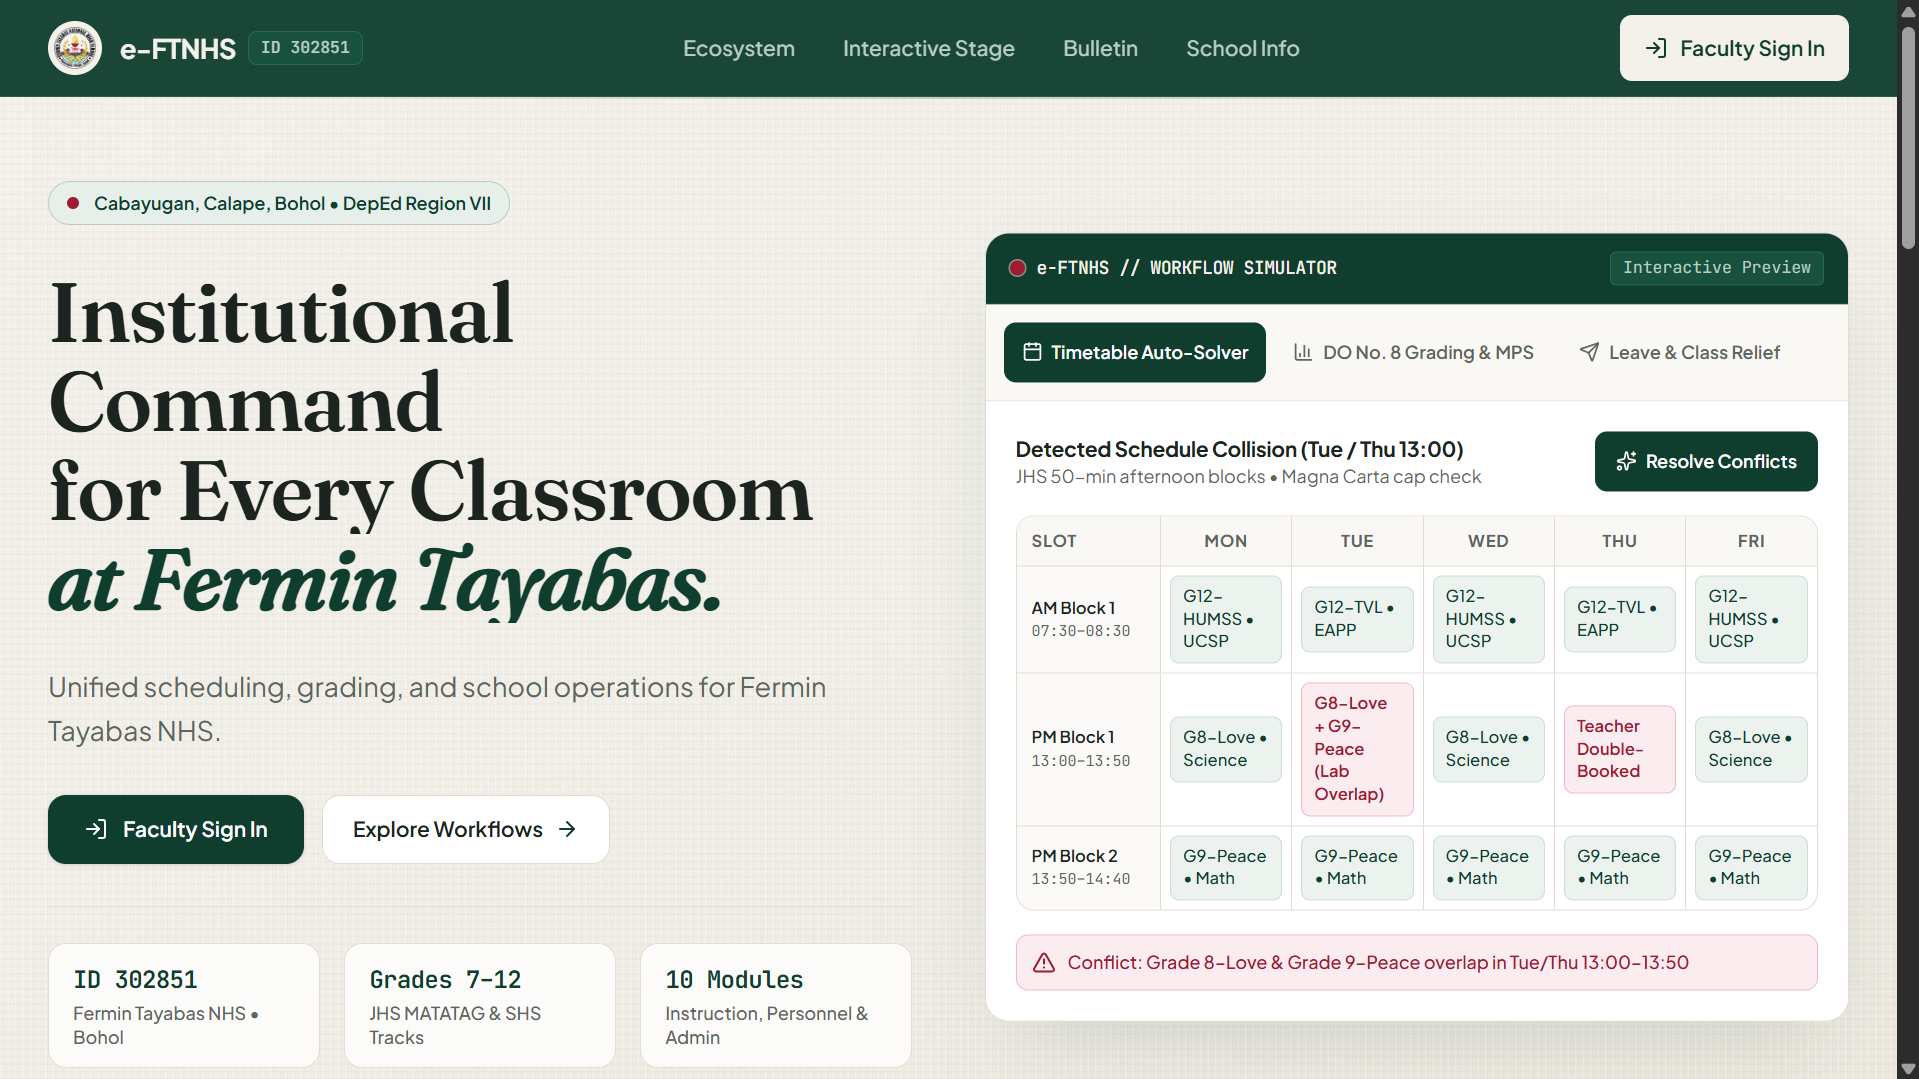 e-FTNHS
ID 302851
Ecosystem
Interactive Stage
Bulletin
School Info
Faculty Sign In
Cabayugan, Calape, Bohol • DepEd Region VII
Institutional
Command
for Every Classroom
at Fermin Tayabas.
Unified scheduling, grading, and school operations for Fermin
Tayabas NHS.
Faculty Sign In
Explore Workflows
ID 302851
Fermin Tayabas NHS •
Bohol
Grades 7-12
JHS MATATAG & SHS
Tracks
10 Modules
Instruction, Personnel &
Admin
e-FTNHS // WORKFLOW SIMULATOR
Interactive Preview
Timetable Auto-Solver
DO No. 8 Grading & MPS
Leave & Class Relief
Detected Schedule Collision (Tue / Thu 13:00)
JHS 50-min afternoon blocks • Magna Carta cap check
Resolve Conflicts
SLOT
MON
TUE
WED
THU
FRI
AM Block 1
07:30-08:30
G12-
HUMSS •
UCSP
G12-TVL •
EAPP
G12-
HUMSS •
UCSP
G12-TVL •
EAPP
G12-
HUMSS •
UCSP
PM Block 1
13:00-13:50
G8-Love •
Science
G8-Love
+ G9-
Peace
(Lab
Overlap)
G8-Love •
Science
Teacher
Double-
Booked
G8-Love •
Science
PM Block 2
13:50-14:40
G9-Peace
• Math
G9-Peace
• Math
G9-Peace
• Math
G9-Peace
• Math
G9-Peace
• Math
Conflict: Grade 8-Love & Grade 9-Peace overlap in Tue/Thu 13:00-13:50